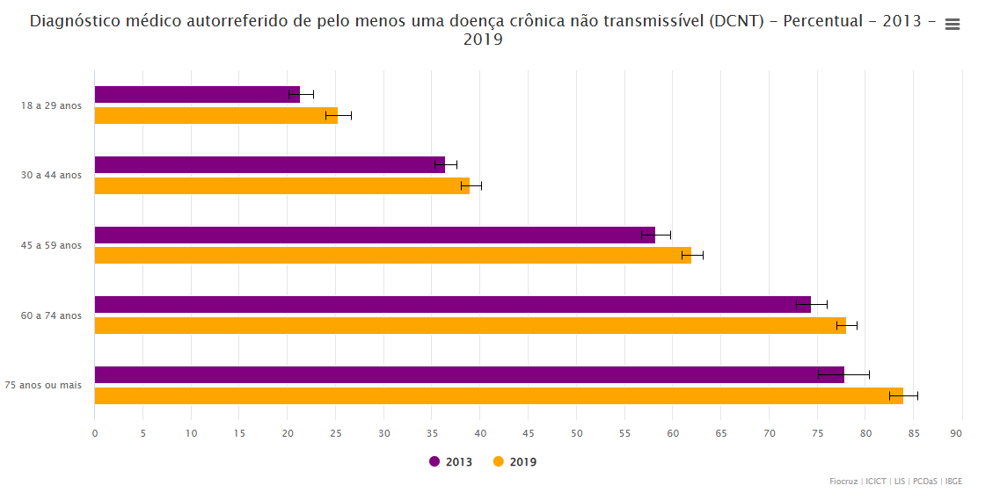 Diagnóstico médico autorreferido de pelo menos uma doença crônica não transmissível (DCNT) - Percentual - 2013 -
2019
18 a 29 anos
30 a 44 anos
45 a 59 anos
60 a 74 anos
75 anos ou mais
0 5 10 15 20 25 30 35 40 45 50 55 60 65 70 75 80 85 90
2013 2019
Fiocruz | ICICT | LIS | PCDaS | IBGE